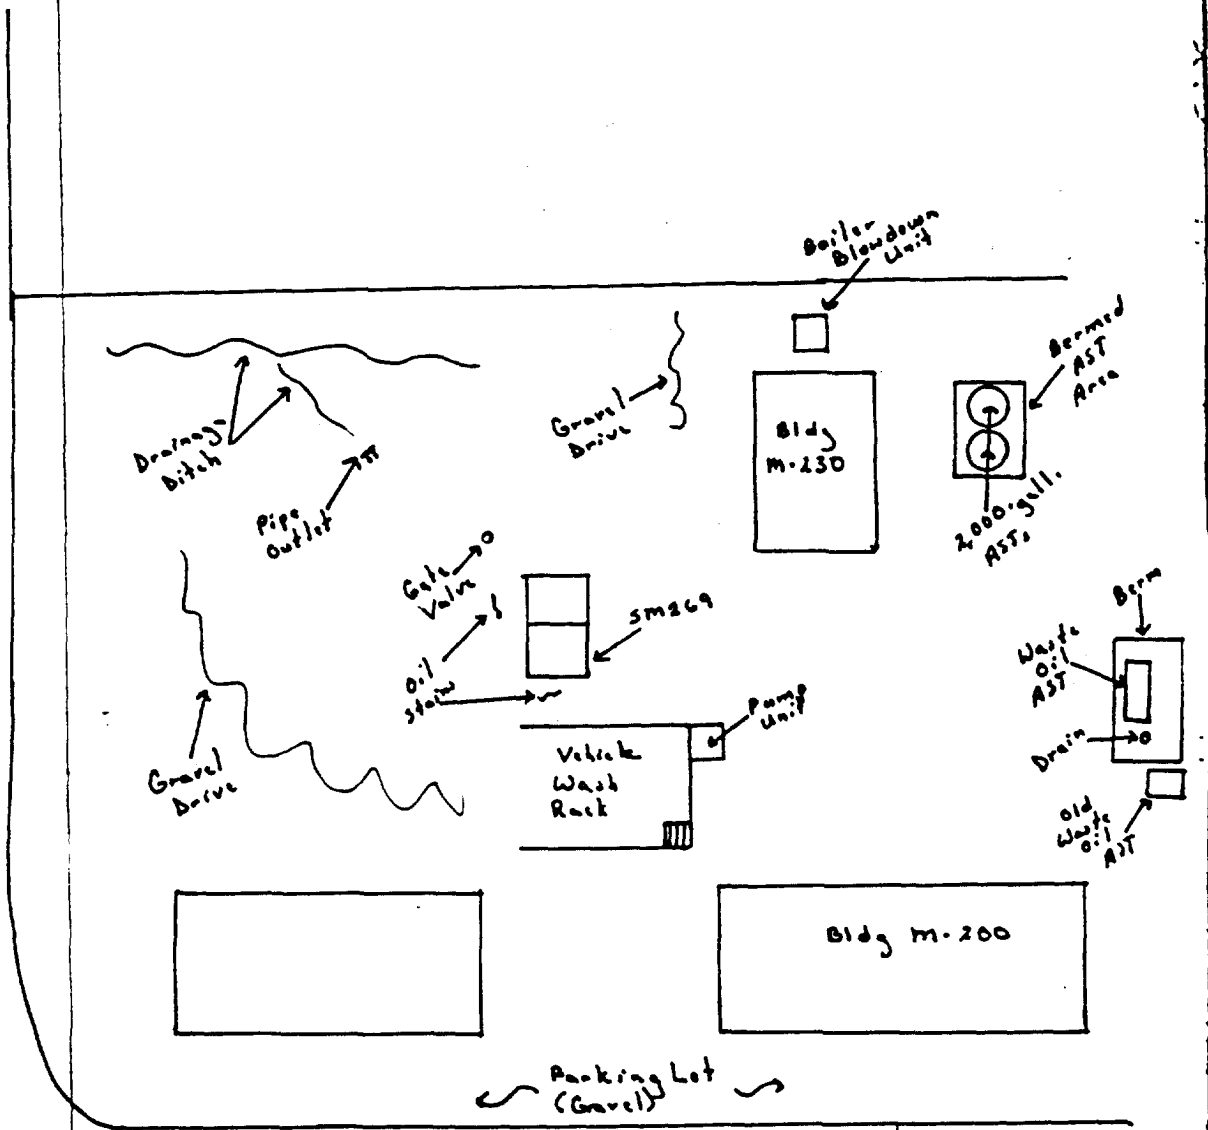 Boiler
Blowdown
Unit
Bermed
AST
Area
Drainage
Ditch
Gravel
Drive
Bldg
M-230
Pipe
Outlet
2,000-gall.
ASTs
Gate
Valve
SM269
Berm
Oil
Stain
Waste
Oil
AST
Pump
Unit
Drain
Vehicle
Wash
Rack
Gravel
Drive
Old
Waste
Oil
AST
Bldg M-200
Parking Lot
(Gravel)